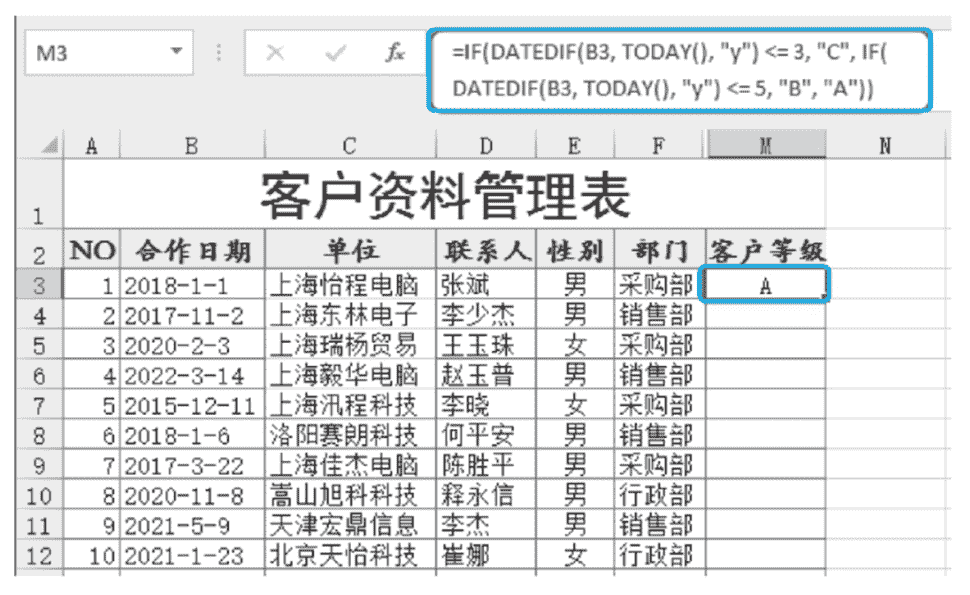 M3 fx =IF(DATEDIF(B3, TODAY(), "y") <= 3, "C", IF(
DATEDIF(B3, TODAY(), "y") <= 5, "B", "A"))
A B C D E F M N
1 客户资料管理表
2 NO 合作日期 单位 联系人 性别 部门 客户等级
3 1 2018-1-1 上海怡程电脑 张斌 男 采购部 A
4 2 2017-11-2 上海东林电子 李少杰 男 销售部
5 3 2020-2-3 上海瑞杨贸易 王玉珠 女 采购部
6 4 2022-3-14 上海毅华电脑 赵玉普 男 销售部
7 5 2015-12-11 上海汛程科技 李晓 女 采购部
8 6 2018-1-6 洛阳赛朗科技 何平安 男 销售部
9 7 2017-3-22 上海佳杰电脑 陈胜平 男 采购部
10 8 2020-11-8 嵩山旭科科技 释永信 男 行政部
11 9 2021-5-9 天津宏鼎信息 李杰 男 销售部
12 10 2021-1-23 北京天怡科技 崔娜 女 行政部